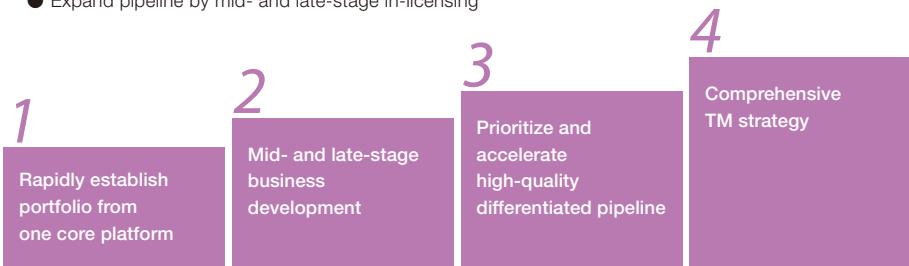 ● Expand pipeline by mid- and late-stage in-licensing
1
Rapidly establish
portfolio from
one core platform
2
Mid- and late-stage
business
development
3
Prioritize and
accelerate
high-quality
differentiated pipeline
4
Comprehensive
TM strategy